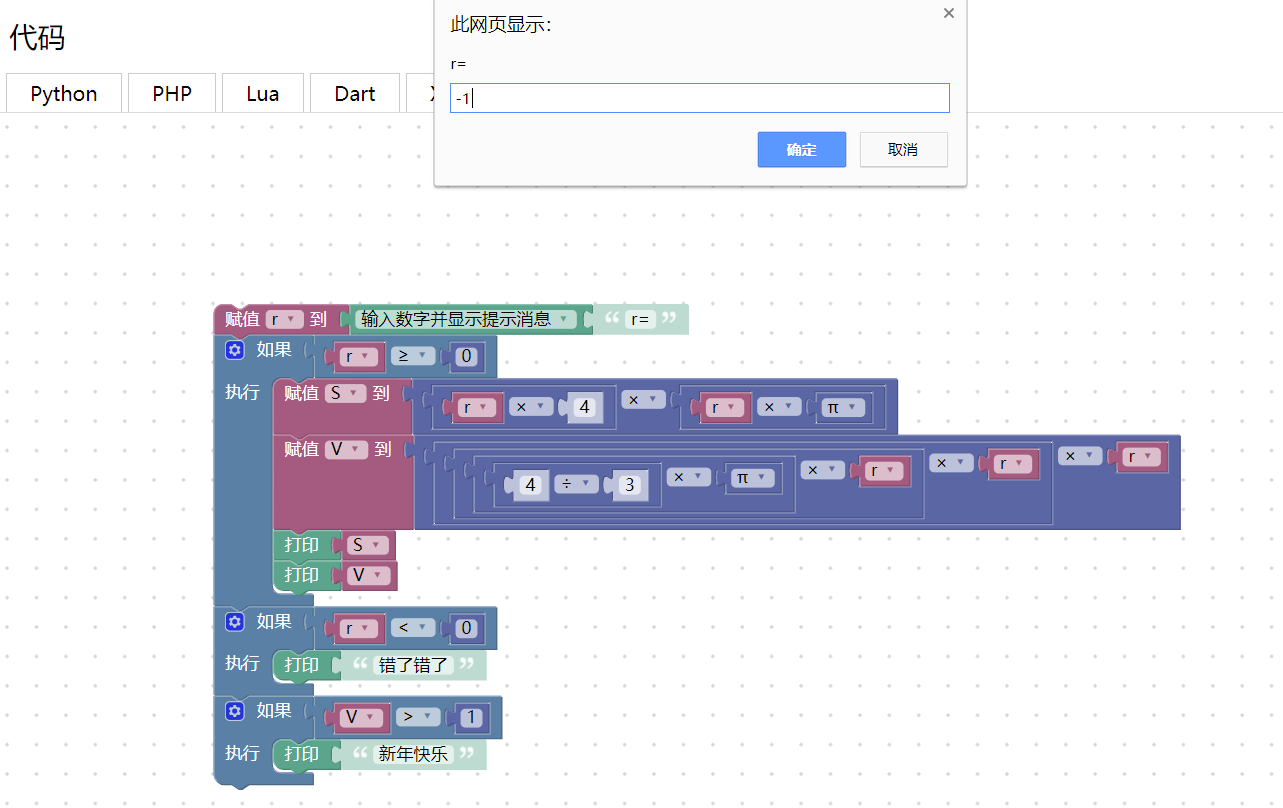 代码
此网页显示：
r=
-1
确定 取消
Python PHP Lua Dart
赋值 r 到 输入数字并显示提示消息 “ r= ”
如果 r ≥ 0
执行 赋值 S 到 r × 4 × r × π
赋值 V 到 4 ÷ 3 × π × r × r × r
打印 S
打印 V
如果 r < 0
执行 打印 “ 错了错了 ”
如果 V > 1
执行 打印 “ 新年快乐 ”